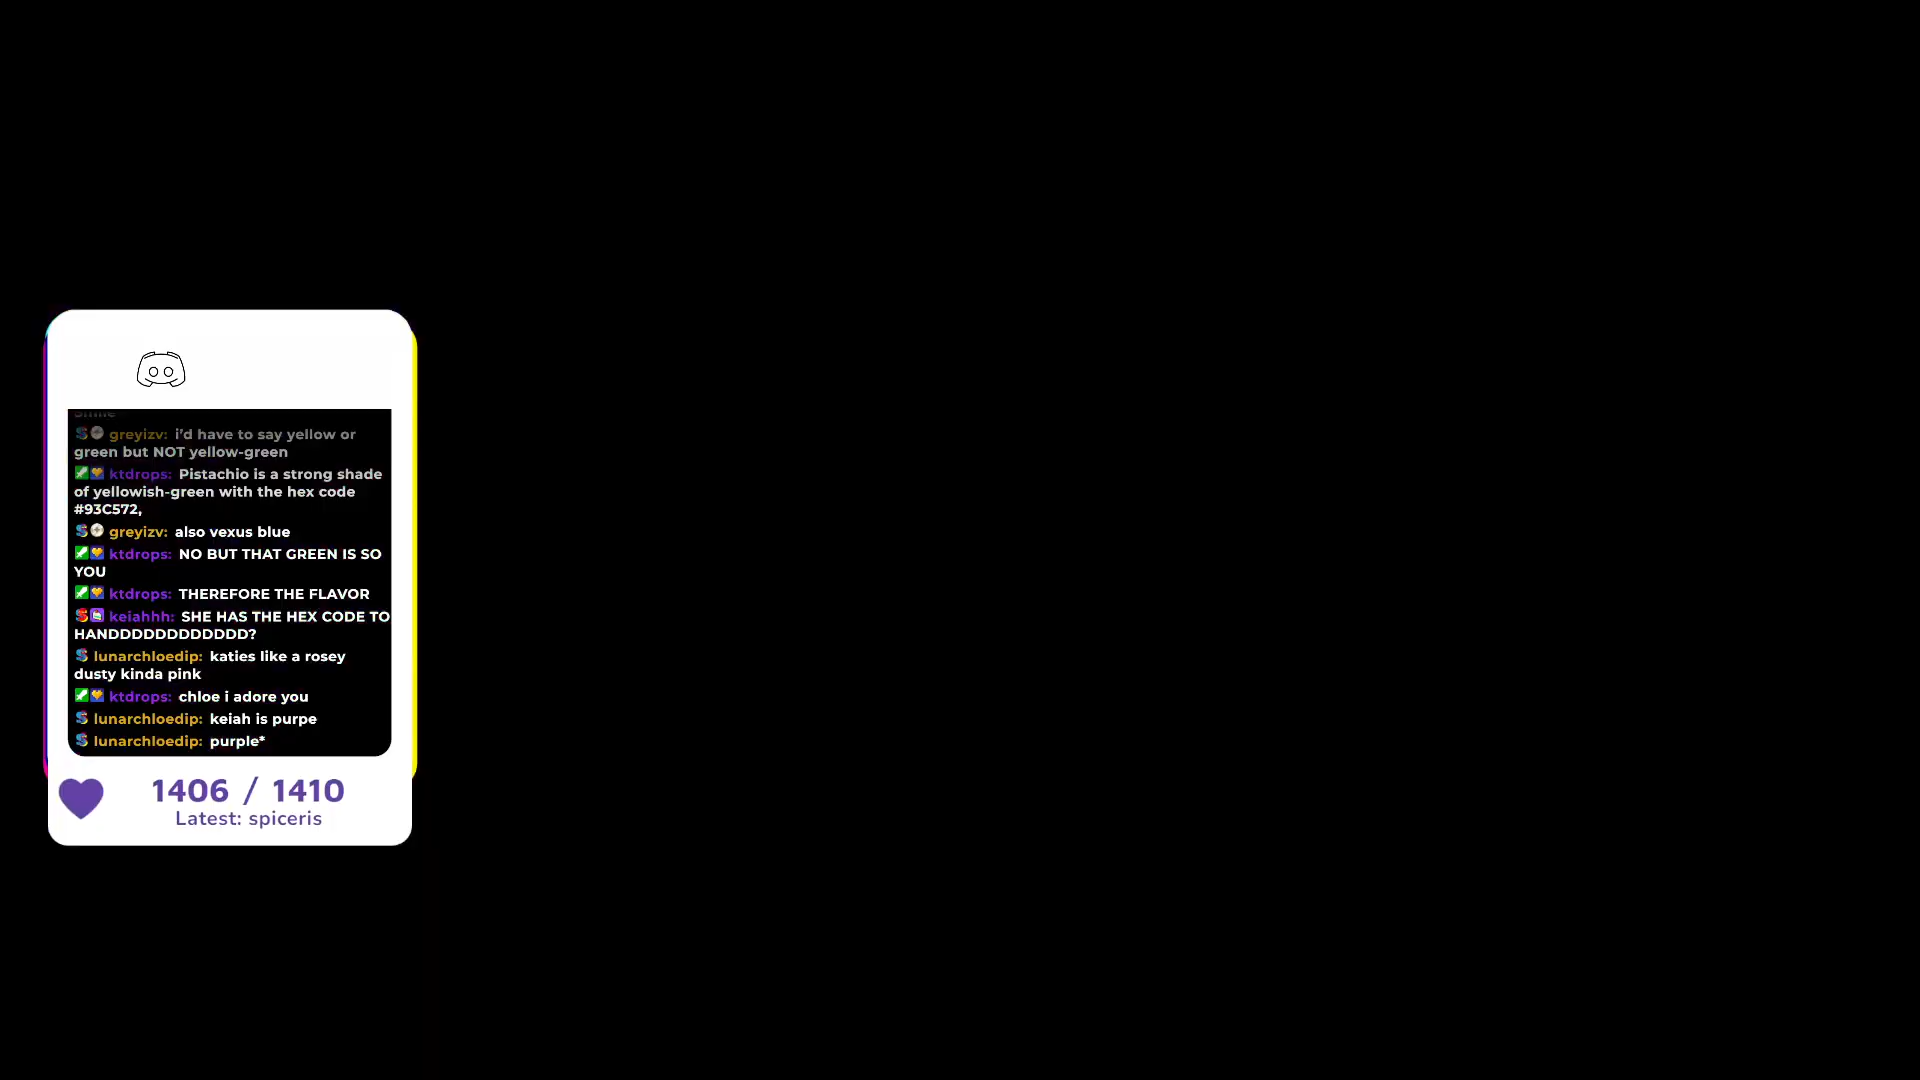 greyizv: i'd have to say yellow or
green but NOT yellow-green
ktdrops: Pistachio is a strong shade
of yellowish-green with the hex code
#93C572,
greyizv: also vexus blue
ktdrops: NO BUT THAT GREEN IS SO
YOU
ktdrops: THEREFORE THE FLAVOR
keiahhh: SHE HAS THE HEX CODE TO
HANDDDDDDDDDDDD?
lunarchloedip: katies like a rosey
dusty kinda pink
ktdrops: chloe i adore you
lunarchloedip: keiah is purpe
lunarchloedip: purple*
1406 / 1410
Latest: spiceris